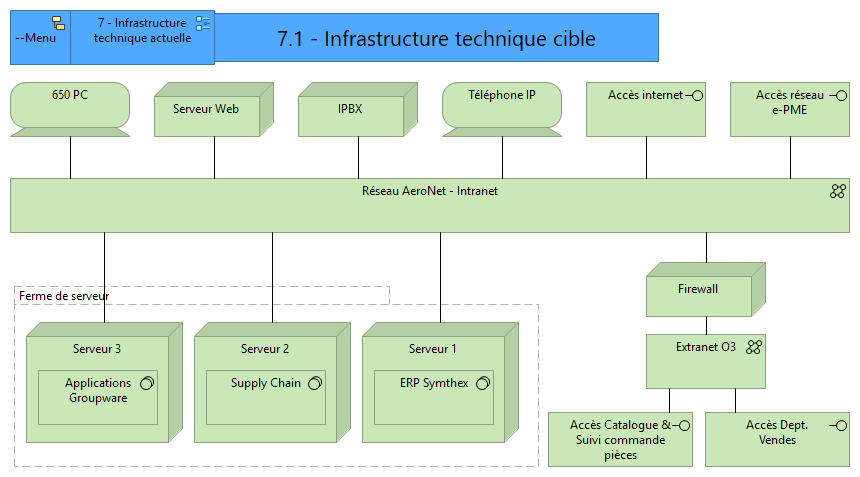 --Menu
7 - Infrastructure
technique actuelle
7.1 - Infrastructure technique cible
650 PC
Serveur Web
IPBX
Téléphone IP
Accès internet
Accès réseau
e-PME
Réseau AeroNet - Intranet
Ferme de serveur
Firewall
Serveur 3
Serveur 2
Serveur 1
Extranet O3
Applications
Groupware
Supply Chain
ERP Symthex
Accès Catalogue &
Suivi commande
pièces
Accès Dept.
Vendes